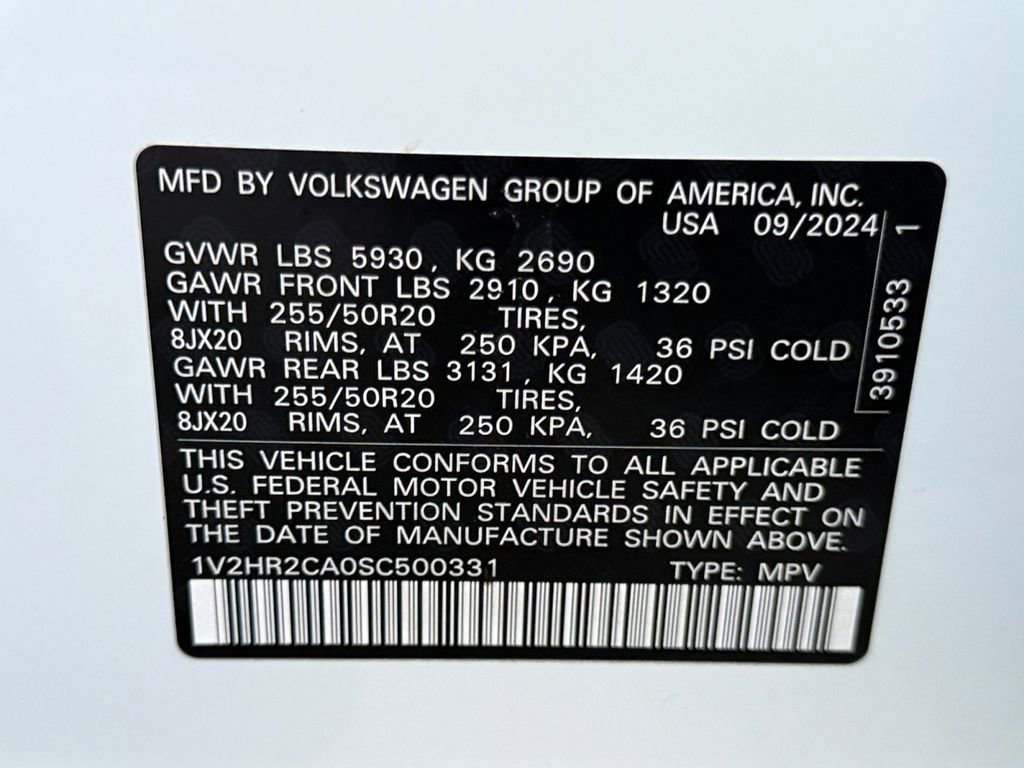 MFD BY VOLKSWAGEN GROUP OF AMERICA, INC.
USA 09/2024
GVWR LBS 5930, KG 2690
GAWR FRONT LBS 2910, KG 1320
WITH 255/50R20 TIRES,
8JX20 RIMS, AT 250 KPA, 36 PSI COLD
GAWR REAR LBS 3131, KG 1420
WITH 255/50R20 TIRES,
8JX20 RIMS, AT 250 KPA, 36 PSI COLD
3910533 1
THIS VEHICLE CONFORMS TO ALL APPLICABLE
U.S. FEDERAL MOTOR VEHICLE SAFETY AND
THEFT PREVENTION STANDARDS IN EFFECT ON
THE DATE OF MANUFACTURE SHOWN ABOVE.
1V2HR2CA0SC500331 TYPE: MPV